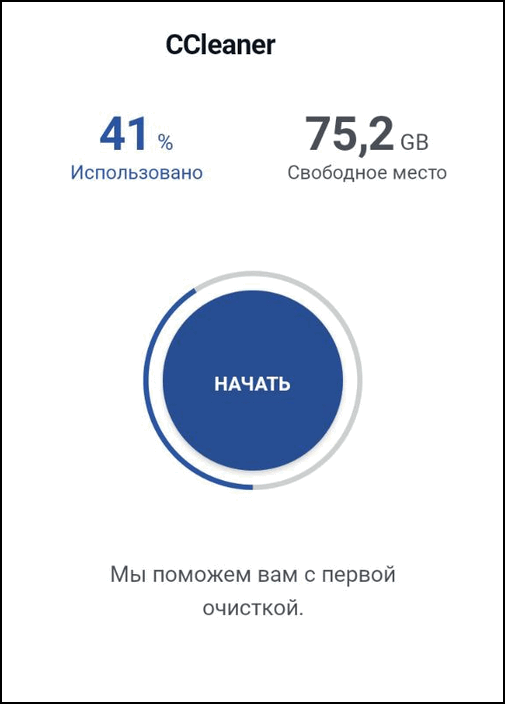 CCleaner
41 % 75,2 GB
Использовано Свободное место
НАЧАТЬ
Мы поможем вам с первой
очисткой.